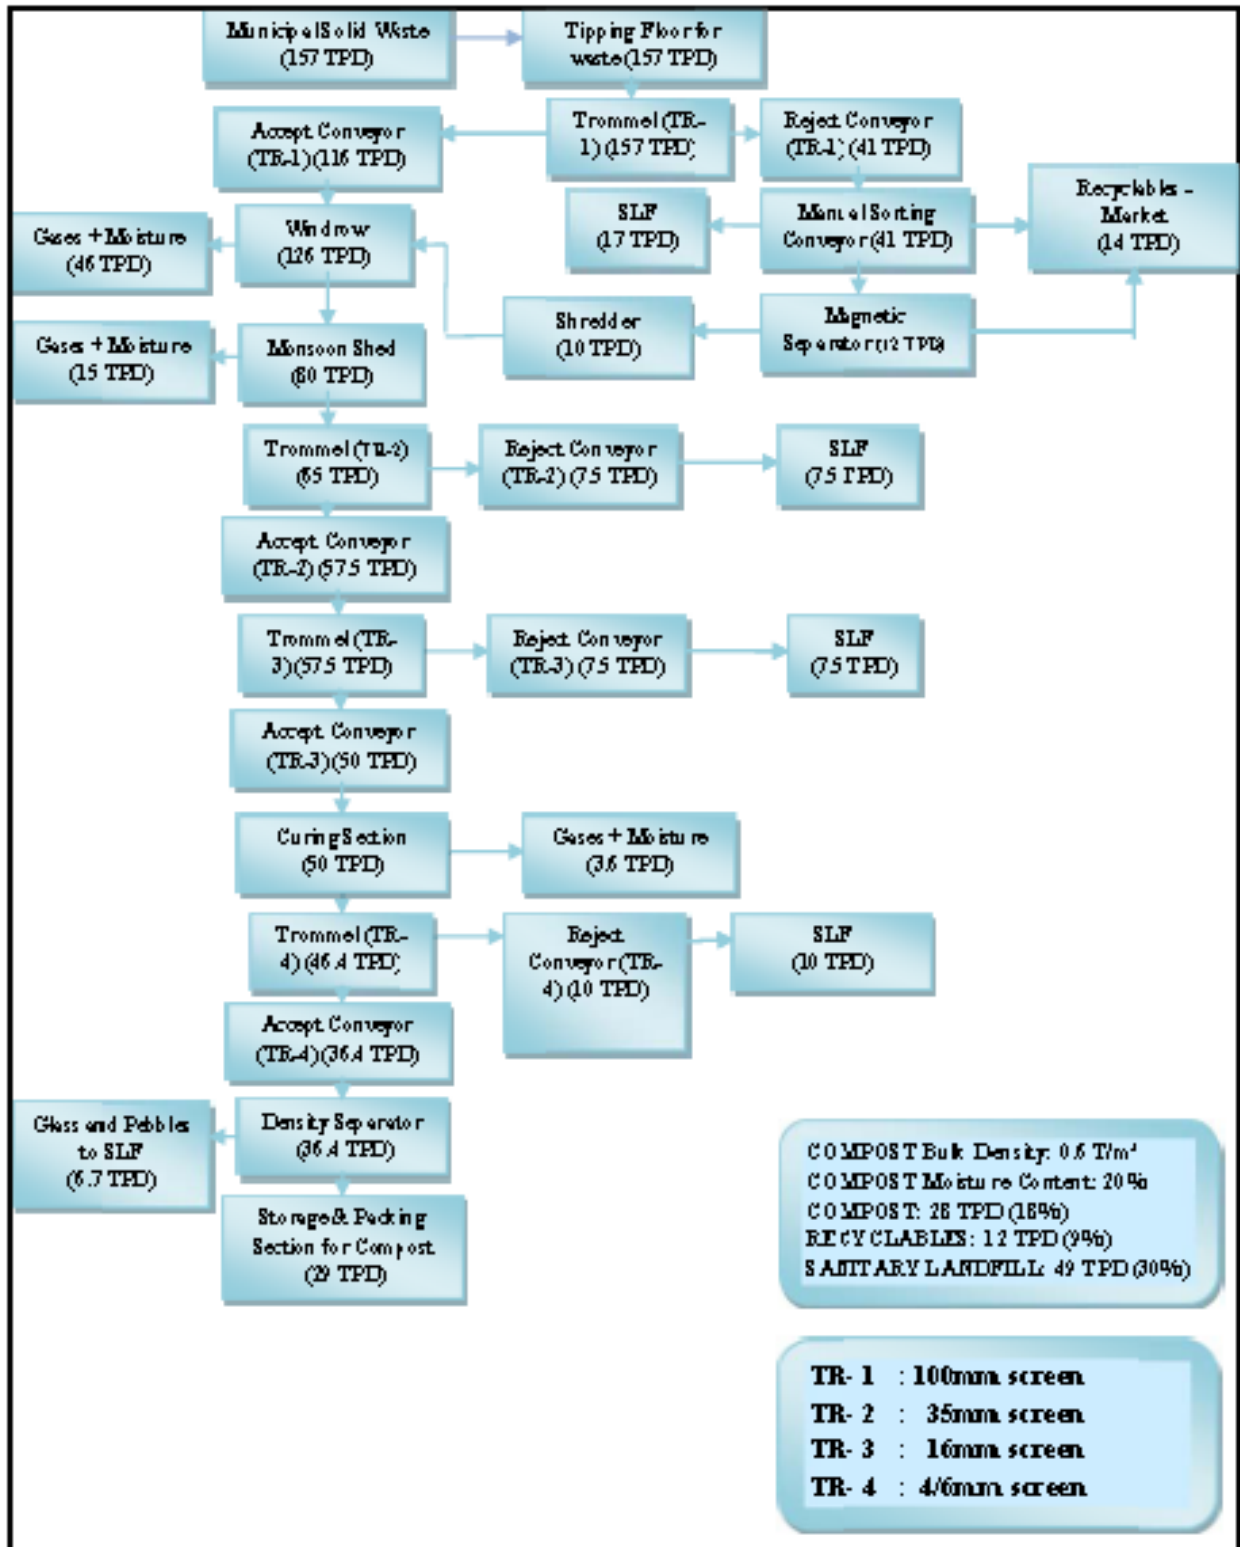 Municipal Solid Waste
(157 TPD)
Tipping Floor for
waste (157 TPD)
Accept Conveyor
(TR-1) (116 TPD)
Trommel (TR-
1) (157 TPD)
Reject Conveyor
(TR-1) (41 TPD)
Gases + Moisture
(46 TPD)
Windrow
(126 TPD)
SLF
(17 TPD)
Manual Sorting
Conveyor (41 TPD)
Recyclables -
Market
(14 TPD)
Gases + Moisture
(15 TPD)
Monsoon Shed
(80 TPD)
Shredder
(10 TPD)
Magnetic
Separator (12 TPD)
Trommel (TR-2)
(65 TPD)
Reject Conveyor
(TR-2) (7.5 TPD)
SLF
(7.5 TPD)
Accept Conveyor
(TR-2) (57.5 TPD)
Trommel (TR-
3) (57.5 TPD)
Reject Conveyor
(TR-3) (7.5 TPD)
SLF
(7.5 TPD)
Accept Conveyor
(TR-3) (50 TPD)
Curing Section
(50 TPD)
Gases + Moisture
(3.6 TPD)
Trommel (TR-
4) (46.4 TPD)
Reject
Conveyor (TR-
4) (10 TPD)
SLF
(10 TPD)
Accept Conveyor
(TR-4) (36.4 TPD)
Glass and Pebbles
to SLF
(6.7 TPD)
Density Separator
(36.4 TPD)
Storage & Packing
Section for Compost
(29 TPD)
COMPOST Bulk Density: 0.6 T/m³
COMPOST Moisture Content: 20%
COMPOST: 28 TPD (18%)
RECYCLABLES: 12 TPD (9%)
SANITARY LANDFILL: 49 TPD (30%)
TR- 1 : 100mm screen
TR- 2 : 35mm screen
TR- 3 : 16mm screen
TR- 4 : 4/6mm screen